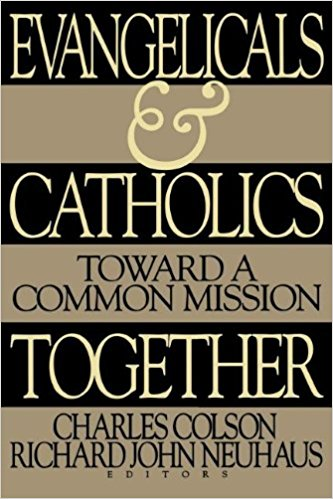 EVANGELICALS
&
CATHOLICS
TOWARD A
COMMON MISSION
TOGETHER
CHARLES COLSON
RICHARD JOHN NEUHAUS
EDITORS